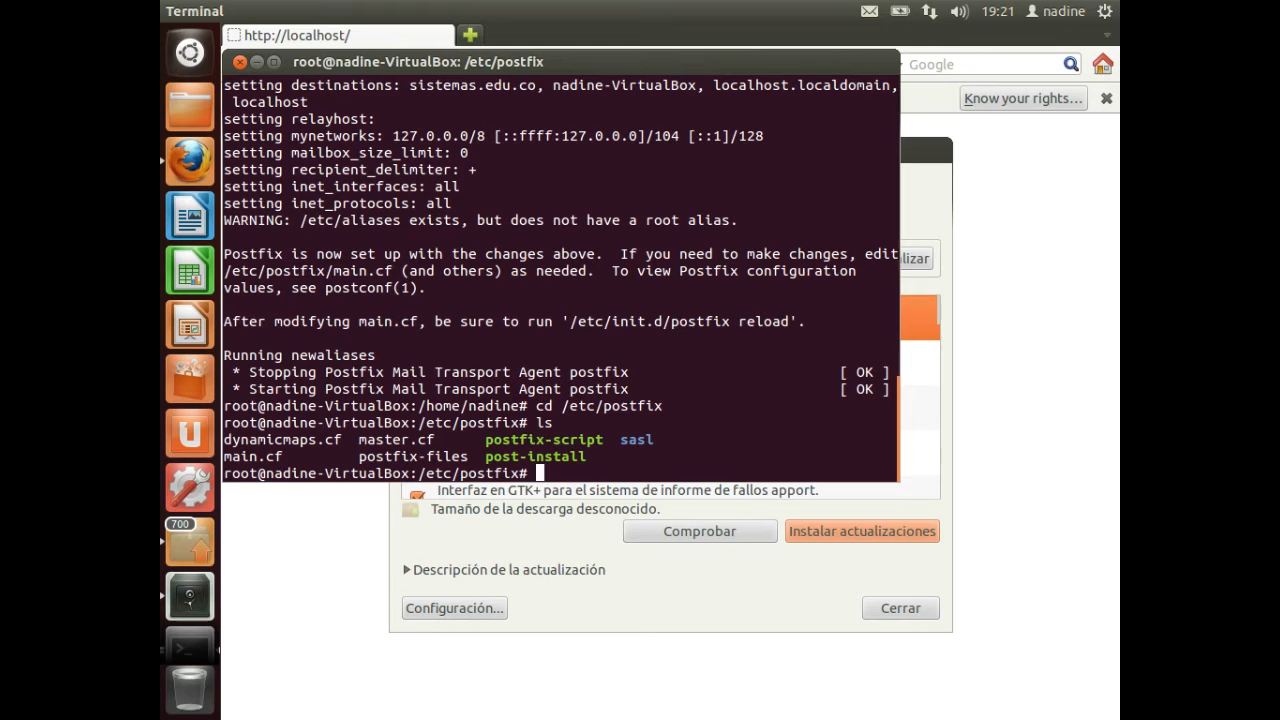 Terminal
19:21
nadine
http://localhost/
root@nadine-VirtualBox: /etc/postfix
Google
Know your rights...
setting destinations: sistemas.edu.co, nadine-VirtualBox, localhost.localdomain,
localhost
setting relayhost:
setting mynetworks: 127.0.0.0/8 [::ffff:127.0.0.0]/104 [::1]/128
setting mailbox_size_limit: 0
setting recipient_delimiter: +
setting inet_interfaces: all
setting inet_protocols: all
WARNING: /etc/aliases exists, but does not have a root alias.
Postfix is now set up with the changes above.  If you need to make changes, edit
/etc/postfix/main.cf (and others) as needed.  To view Postfix configuration
values, see postconf(1).
After modifying main.cf, be sure to run '/etc/init.d/postfix reload'.
Running newaliases
* Stopping Postfix Mail Transport Agent postfix [ OK ]
* Starting Postfix Mail Transport Agent postfix [ OK ]
root@nadine-VirtualBox:/home/nadine# cd /etc/postfix
root@nadine-VirtualBox:/etc/postfix# ls
dynamicmaps.cf master.cf postfix-script sasl
main.cf postfix-files post-install
root@nadine-VirtualBox:/etc/postfix#
lizar
Interfaz en GTK+ para el sistema de informe de fallos apport.
Tamaño de la descarga desconocido.
Comprobar
Instalar actualizaciones
Descripción de la actualización
Configuración...
Cerrar
700